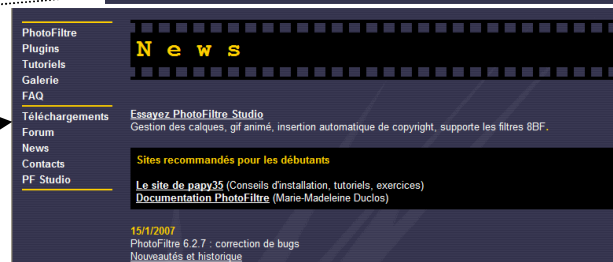 PhotoFiltre
Plugins
Tutoriels
Galerie
FAQ
Téléchargements
Forum
News
Contacts
PF Studio
News
Essayez PhotoFiltre Studio
Gestion des calques, gif animé, insertion automatique de copyright, supporte les filtres 8BF.
Sites recommandés pour les débutants
Le site de papy35 (Conseils d'installation, tutoriels, exercices)
Documentation PhotoFiltre (Marie-Madeleine Duclos)
15/1/2007
PhotoFiltre 6.2.7 : correction de bugs
Nouveautés et historique